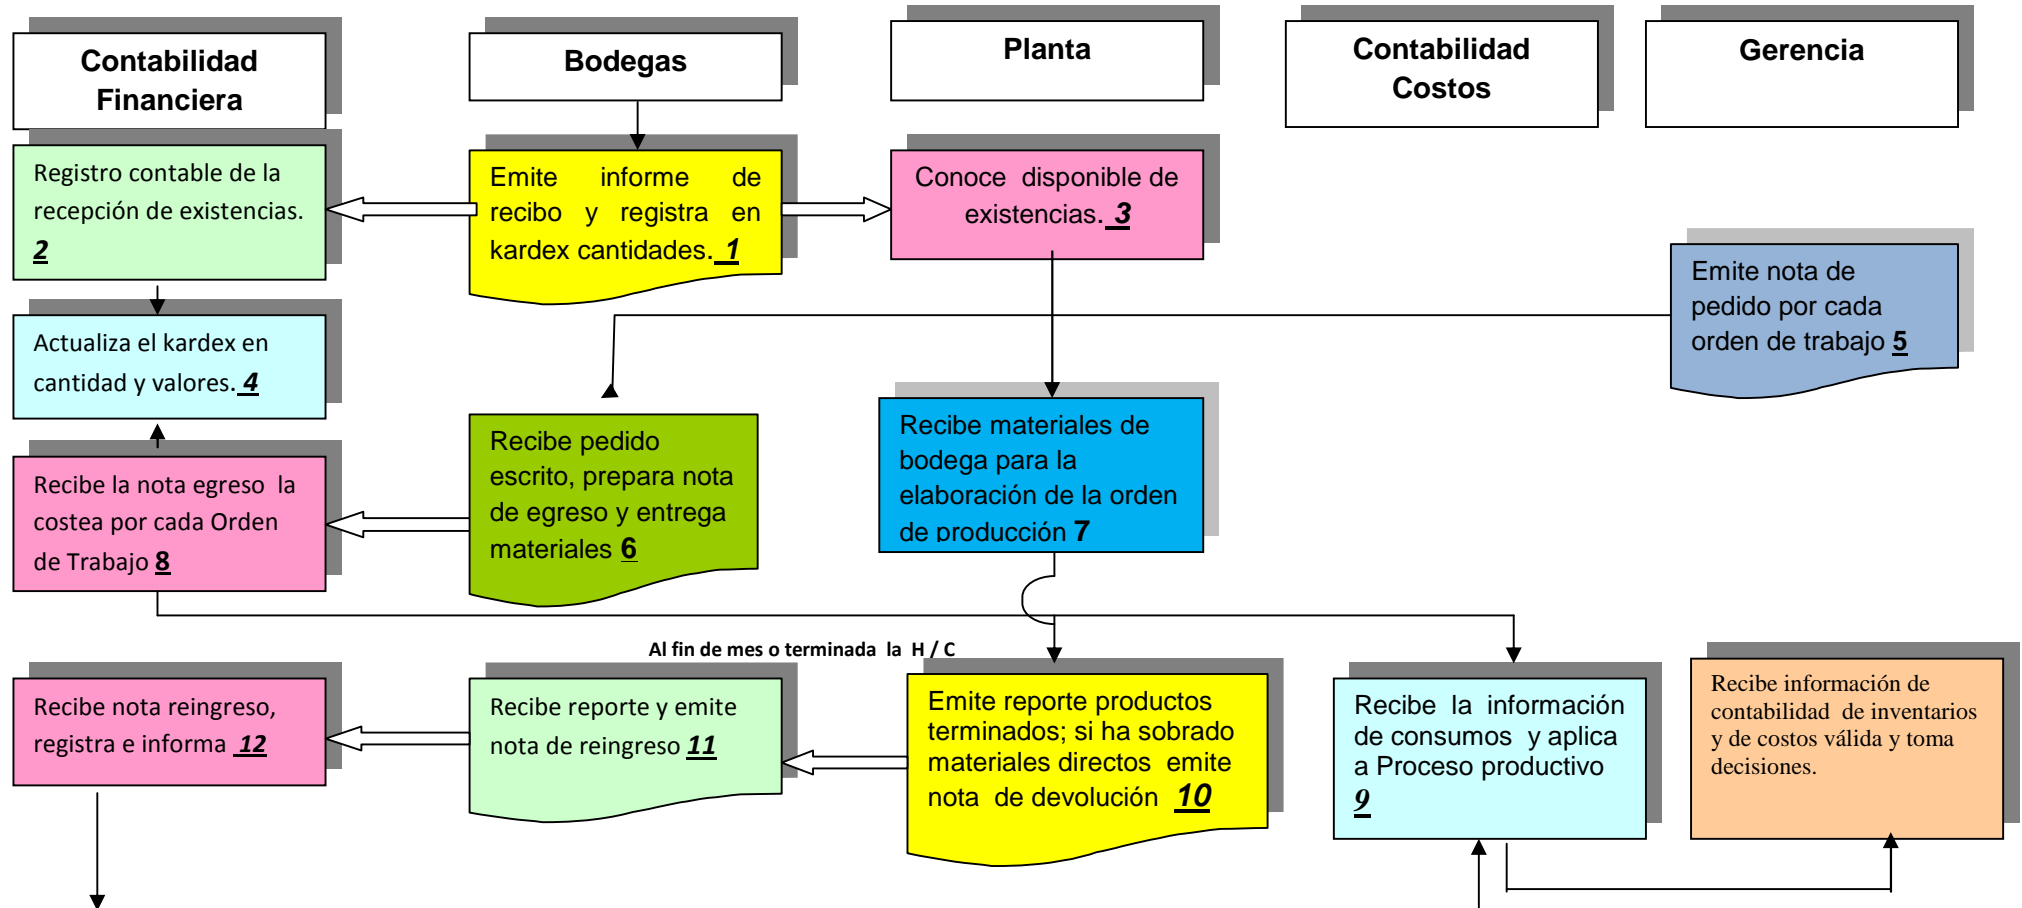 Contabilidad
Financiera
Bodegas
Planta
Contabilidad
Costos
Gerencia
Registro contable de la
recepción de existencias.
2
Emite informe de
recibo y registra en
kardex cantidades. 1
Conoce disponible de
existencias. 3
Emite nota de
pedido por cada
orden de trabajo 5
Actualiza el kardex en
cantidad y valores. 4
Recibe pedido
escrito, prepara nota
de egreso y entrega
materiales 6
Recibe materiales de
bodega para la
elaboración de la orden
de producción 7
Recibe la nota egreso la
costea por cada Orden
de Trabajo 8
Al fin de mes o terminada la H / C
Recibe nota reingreso,
registra e informa 12
Recibe reporte y emite
nota de reingreso 11
Emite reporte productos
terminados; si ha sobrado
materiales directos emite
nota de devolución 10
Recibe la información
de consumos y aplica
a Proceso productivo
9
Recibe información de
contabilidad de inventarios
y de costos válida y toma
decisiones.